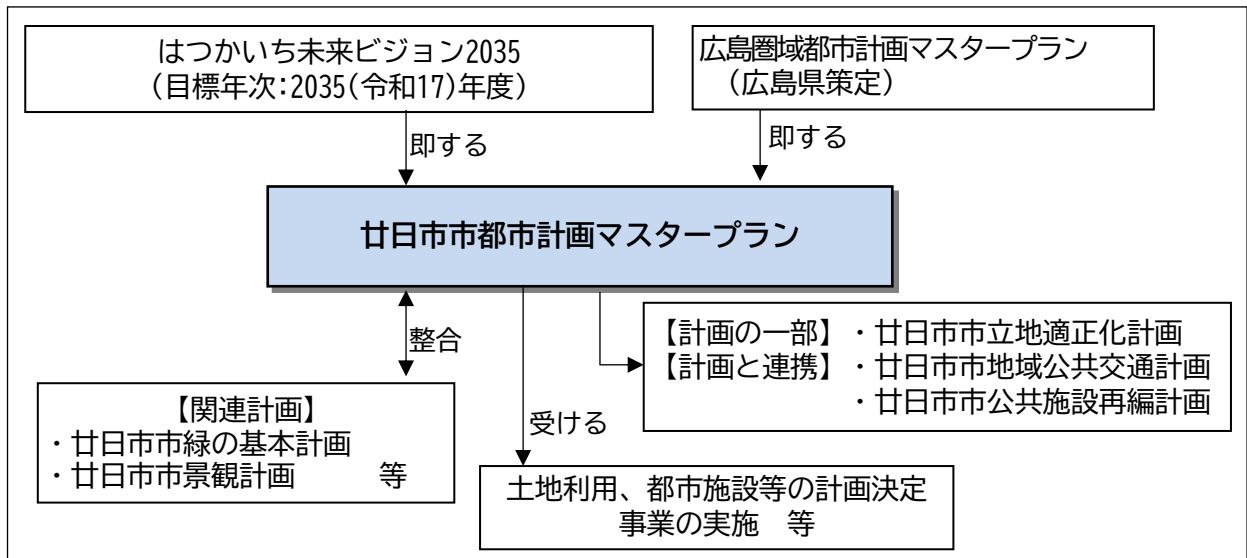 はつかいち未来ビジョン2035
(目標年次:2035(令和17)年度)
広島圏域都市計画マスタープラン
(広島県策定)
即する
即する
廿日市市都市計画マスタープラン
整合
【計画の一部】・廿日市市立地適正化計画
【計画と連携】・廿日市市地域公共交通計画
・廿日市市公共施設再編計画
【関連計画】
・廿日市市緑の基本計画
・廿日市市景観計画 等
受ける
土地利用、都市施設等の計画決定
事業の実施 等